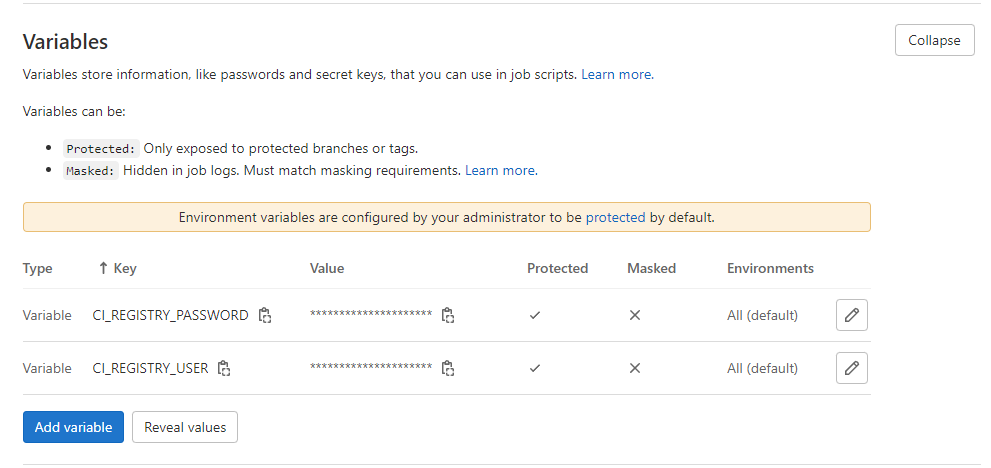 Variables
Collapse
Variables store information, like passwords and secret keys, that you can use in job scripts. Learn more.
Variables can be:
Protected: Only exposed to protected branches or tags.
Masked: Hidden in job logs. Must match masking requirements. Learn more.
Environment variables are configured by your administrator to be protected by default.
Type ↑ Key Value Protected Masked Environments
Variable CI_REGISTRY_PASSWORD ********************* All (default)
Variable CI_REGISTRY_USER ********************* All (default)
Add variable Reveal values